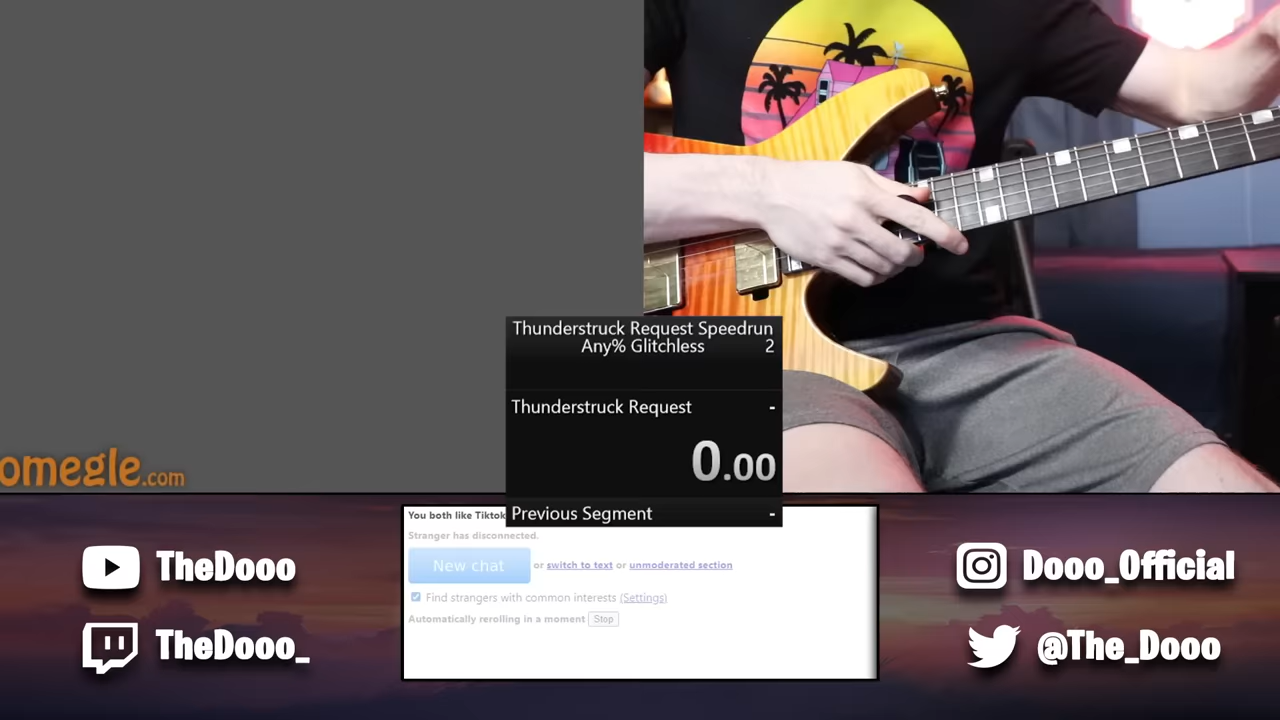 omegle.com
Thunderstruck Request Speedrun
Any% Glitchless 2
Thunderstruck Request -
0.00
Previous Segment -
You both like Tiktok
Stranger has disconnected.
New chat or switch to text or unmoderated section
Find strangers with common interests (Settings)
Automatically rerolling in a moment Stop
TheDooo
TheDooo_
Dooo_Official
@The_Dooo